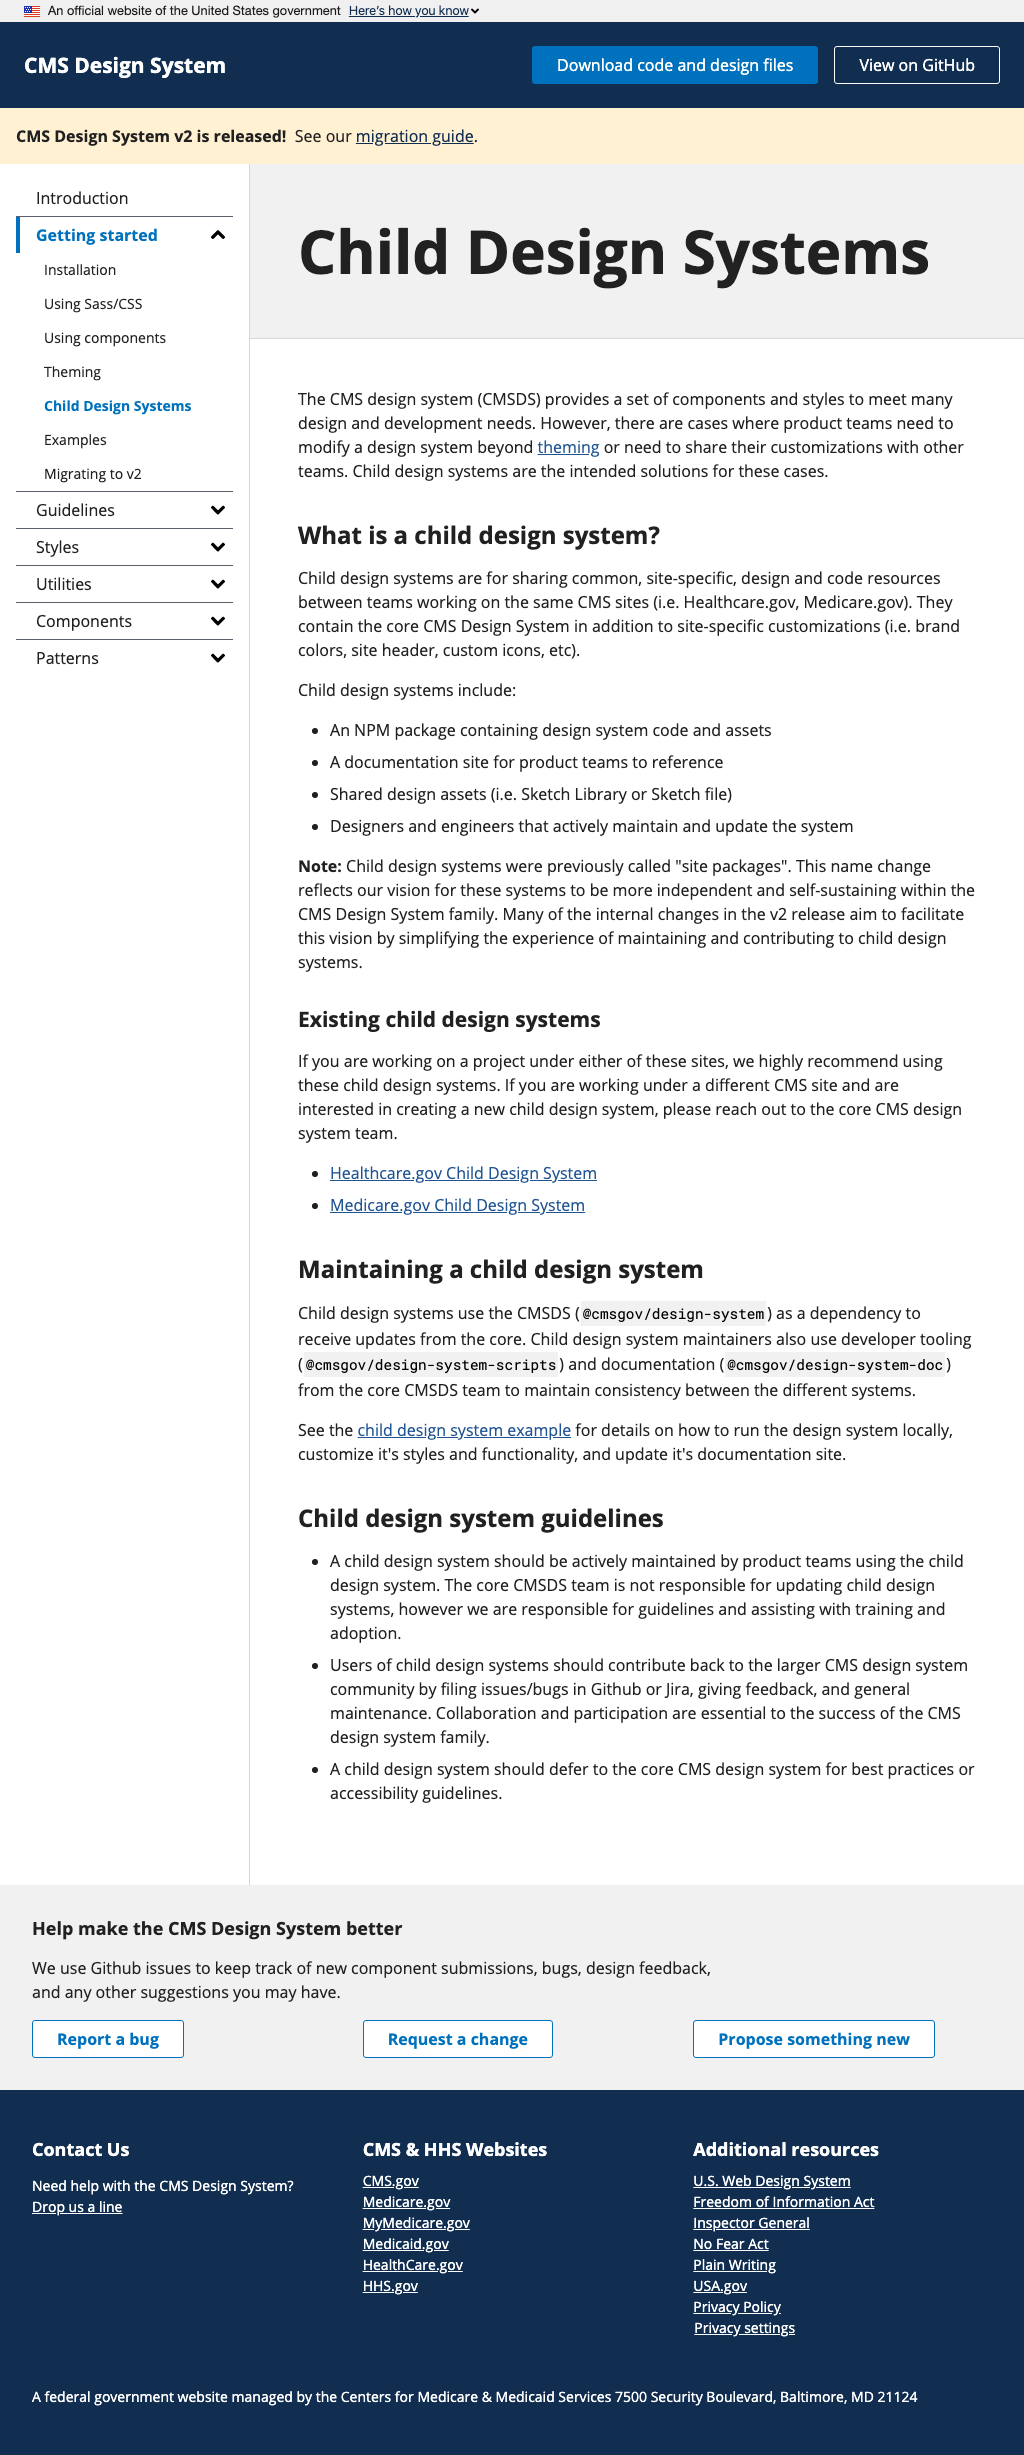 An official website of the United States government Here's how you know
CMS Design System
Download code and design files
View on GitHub
CMS Design System v2 is released! See our migration guide.
Introduction
Getting started
Installation
Using Sass/CSS
Using components
Theming
Child Design Systems
Examples
Migrating to v2
Guidelines
Styles
Utilities
Components
Patterns
Child Design Systems
The CMS design system (CMSDS) provides a set of components and styles to meet many
design and development needs. However, there are cases where product teams need to
modify a design system beyond theming or need to share their customizations with other
teams. Child design systems are the intended solutions for these cases.
What is a child design system?
Child design systems are for sharing common, site-specific, design and code resources
between teams working on the same CMS sites (i.e. Healthcare.gov, Medicare.gov). They
contain the core CMS Design System in addition to site-specific customizations (i.e. brand
colors, site header, custom icons, etc).
Child design systems include:
• An NPM package containing design system code and assets
• A documentation site for product teams to reference
• Shared design assets (i.e. Sketch Library or Sketch file)
• Designers and engineers that actively maintain and update the system
Note: Child design systems were previously called "site packages". This name change
reflects our vision for these systems to be more independent and self-sustaining within the
CMS Design System family. Many of the internal changes in the v2 release aim to facilitate
this vision by simplifying the experience of maintaining and contributing to child design
systems.
Existing child design systems
If you are working on a project under either of these sites, we highly recommend using
these child design systems. If you are working under a different CMS site and are
interested in creating a new child design system, please reach out to the core CMS design
system team.
• Healthcare.gov Child Design System
• Medicare.gov Child Design System
Maintaining a child design system
Child design systems use the CMSDS (@cmsgov/design-system) as a dependency to
receive updates from the core. Child design system maintainers also use developer tooling
(@cmsgov/design-system-scripts) and documentation (@cmsgov/design-system-doc)
from the core CMSDS team to maintain consistency between the different systems.
See the child design system example for details on how to run the design system locally,
customize it's styles and functionality, and update it's documentation site.
Child design system guidelines
• A child design system should be actively maintained by product teams using the child
design system. The core CMSDS team is not responsible for updating child design
systems, however we are responsible for guidelines and assisting with training and
adoption.
• Users of child design systems should contribute back to the larger CMS design system
community by filing issues/bugs in Github or Jira, giving feedback, and general
maintenance. Collaboration and participation are essential to the success of the CMS
design system family.
• A child design system should defer to the core CMS design system for best practices or
accessibility guidelines.
Help make the CMS Design System better
We use Github issues to keep track of new component submissions, bugs, design feedback,
and any other suggestions you may have.
Report a bug
Request a change
Propose something new
Contact Us
Need help with the CMS Design System?
Drop us a line
CMS & HHS Websites
CMS.gov
Medicare.gov
MyMedicare.gov
Medicaid.gov
HealthCare.gov
HHS.gov
Additional resources
U.S. Web Design System
Freedom of Information Act
Inspector General
No Fear Act
Plain Writing
USA.gov
Privacy Policy
Privacy settings
A federal government website managed by the Centers for Medicare & Medicaid Services 7500 Security Boulevard, Baltimore, MD 21124